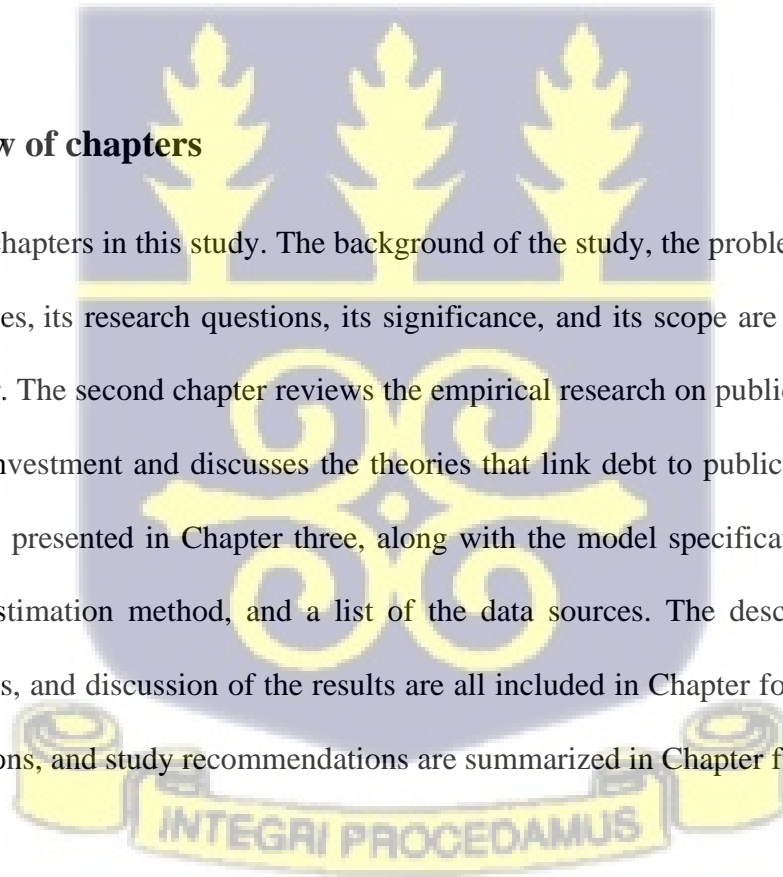 w of chapters
chapters in this study. The background of the study, the proble
es, its research questions, its significance, and its scope are
r. The second chapter reviews the empirical research on public
nvestment and discusses the theories that link debt to public
presented in Chapter three, along with the model specificat
stimation method, and a list of the data sources. The desc
s, and discussion of the results are all included in Chapter fo
ons, and study recommendations are summarized in Chapter f
INTEGRI PROCEDAMUS